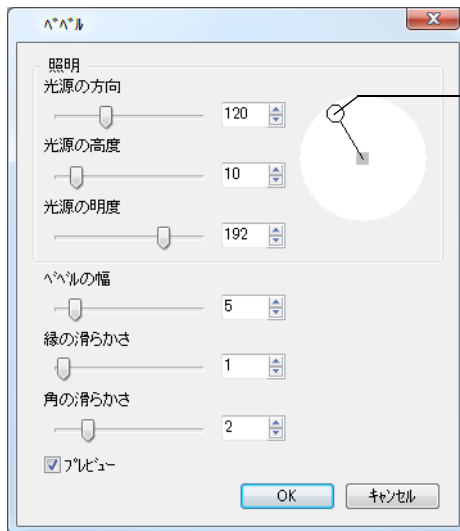 ﾍﾞﾍﾞﾙ
照明
光源の方向
120
光源の高度
10
光源の明度
192
ﾍﾞﾍﾞﾙの幅
5
縁の滑らかさ
1
角の滑らかさ
2
ﾌﾟﾚﾋﾞｭｰ
OK
ｷｬﾝｾﾙ